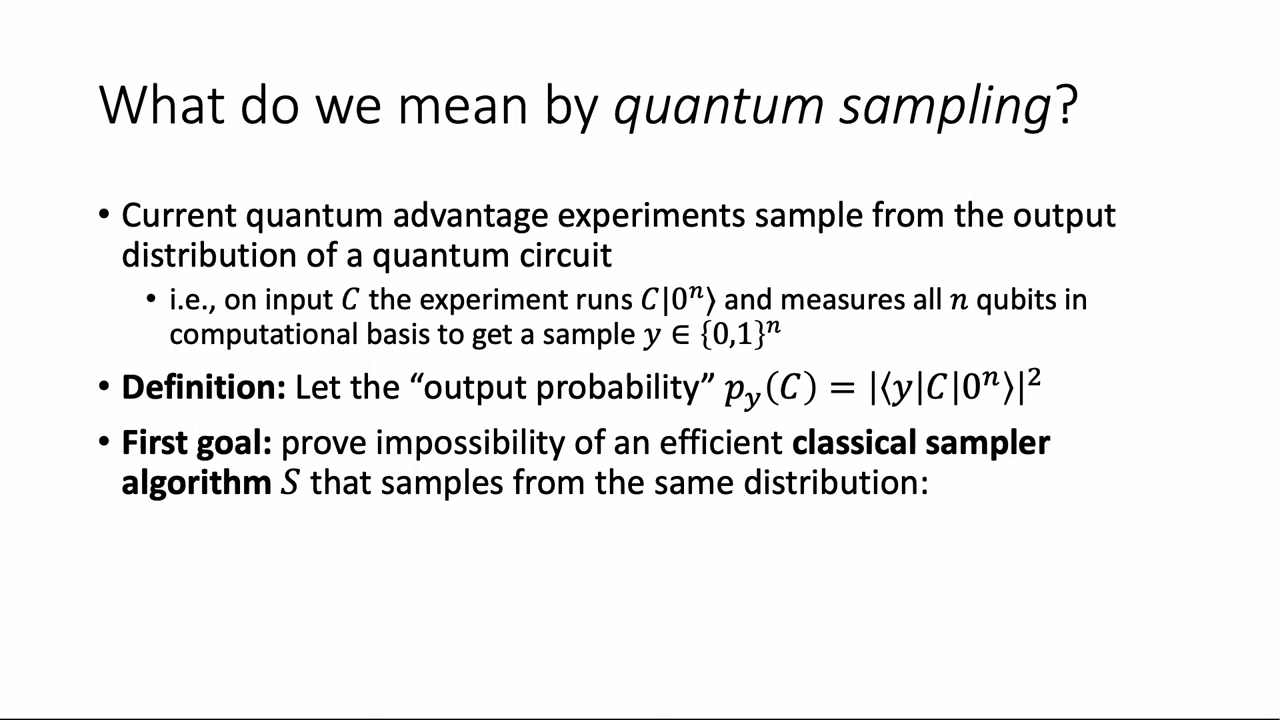 What do we mean by quantum sampling?
• Current quantum advantage experiments sample from the output
distribution of a quantum circuit
• i.e., on input 𝐶 the experiment runs 𝐶|0ⁿ⟩ and measures all 𝑛 qubits in
computational basis to get a sample 𝑦 ∈ {0,1}ⁿ
• Definition: Let the “output probability” 𝑝_𝑦(𝐶) = |⟨𝑦|𝐶|0ⁿ⟩|²
• First goal: prove impossibility of an efficient classical sampler
algorithm 𝑆 that samples from the same distribution: